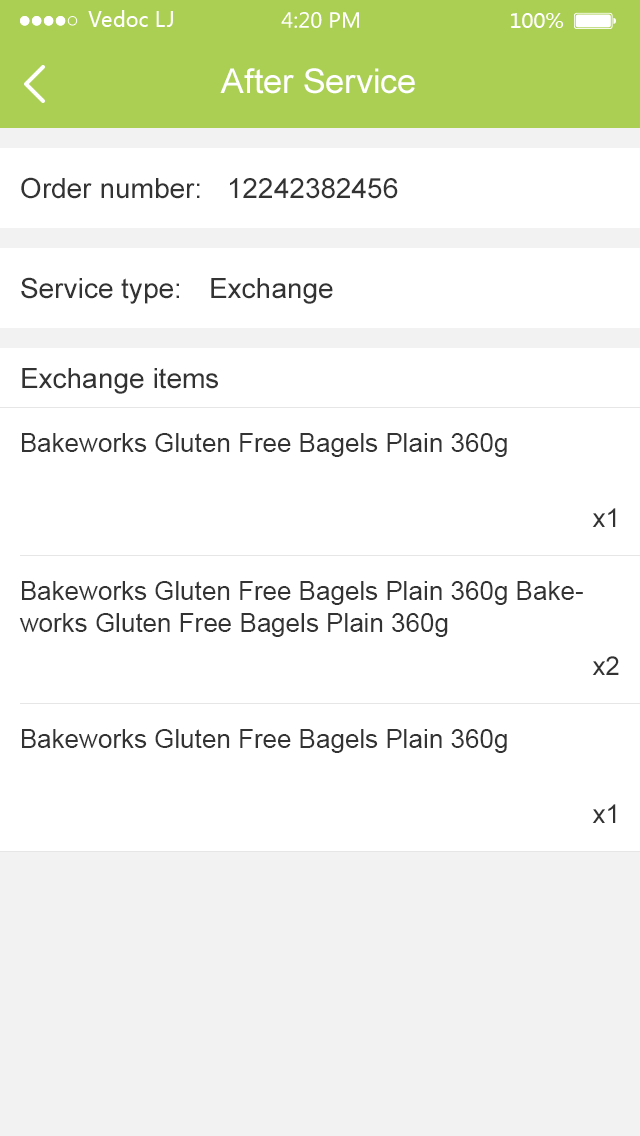 Vedoc LJ 4:20 PM 100%
After Service
Order number: 12242382456
Service type: Exchange
Exchange items
Bakeworks Gluten Free Bagels Plain 360g
x1
Bakeworks Gluten Free Bagels Plain 360g Bake-
works Gluten Free Bagels Plain 360g
x2
Bakeworks Gluten Free Bagels Plain 360g
x1